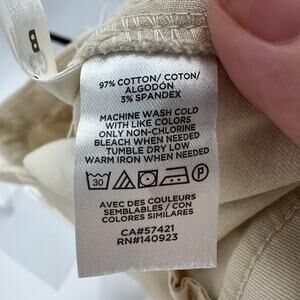 B
97% COTTON/ COTON/
ALGODÓN
3% SPANDEX
MACHINE WASH COLD
WITH LIKE COLORS
ONLY NON-CHLORINE
BLEACH WHEN NEEDED
TUMBLE DRY LOW
WARM IRON WHEN NEEDED
30 P
AVEC DES COULEURS
SEMBLABLES / CON
COLORES SIMILARES
CA#57421
RN#140923